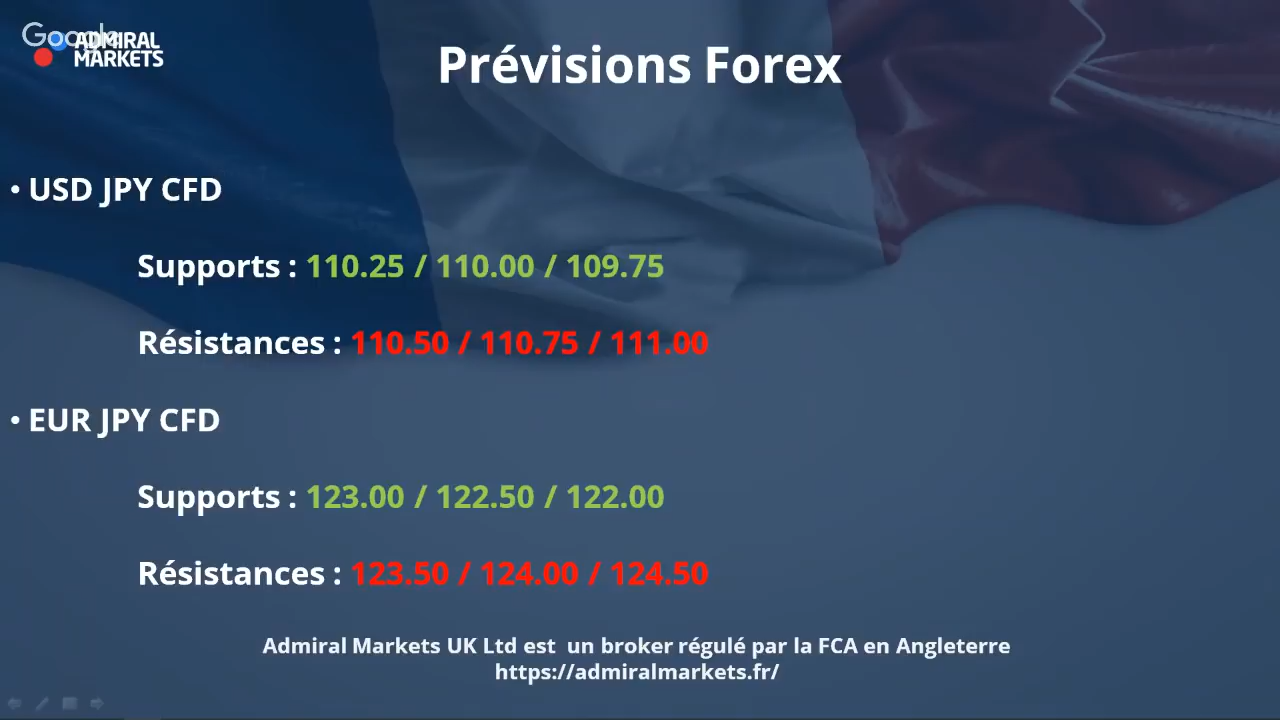 Google
ADMIRAL
MARKETS
Prévisions Forex
• USD JPY CFD
Supports : 110.25 / 110.00 / 109.75
Résistances : 110.50 / 110.75 / 111.00
• EUR JPY CFD
Supports : 123.00 / 122.50 / 122.00
Résistances : 123.50 / 124.00 / 124.50
Admiral Markets UK Ltd est  un broker régulé par la FCA en Angleterre
https://admiralmarkets.fr/